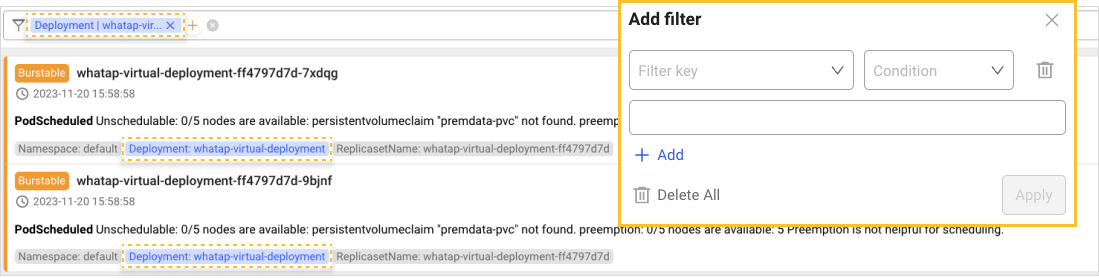 Deployment | whatap-vir...
Burstable whatap-virtual-deployment-ff4797d7d-7xdqg
2023-11-20 15:58:58
PodScheduled Unschedulable: 0/5 nodes are available: persistentvolumeclaim "premdata-pvc" not found. preemp
Namespace: default Deployment: whatap-virtual-deployment ReplicasetName: whatap-virtual-deployment-ff4797d7d
Burstable whatap-virtual-deployment-ff4797d7d-9bjnf
2023-11-20 15:58:58
PodScheduled Unschedulable: 0/5 nodes are available: persistentvolumeclaim "premdata-pvc" not found. preemption: 0/5 nodes are available: 5 Preemption is not helpful for scheduling.
Namespace: default Deployment: whatap-virtual-deployment ReplicasetName: whatap-virtual-deployment-ff4797d7d
Add filter
Filter key Condition
+ Add
Delete All Apply